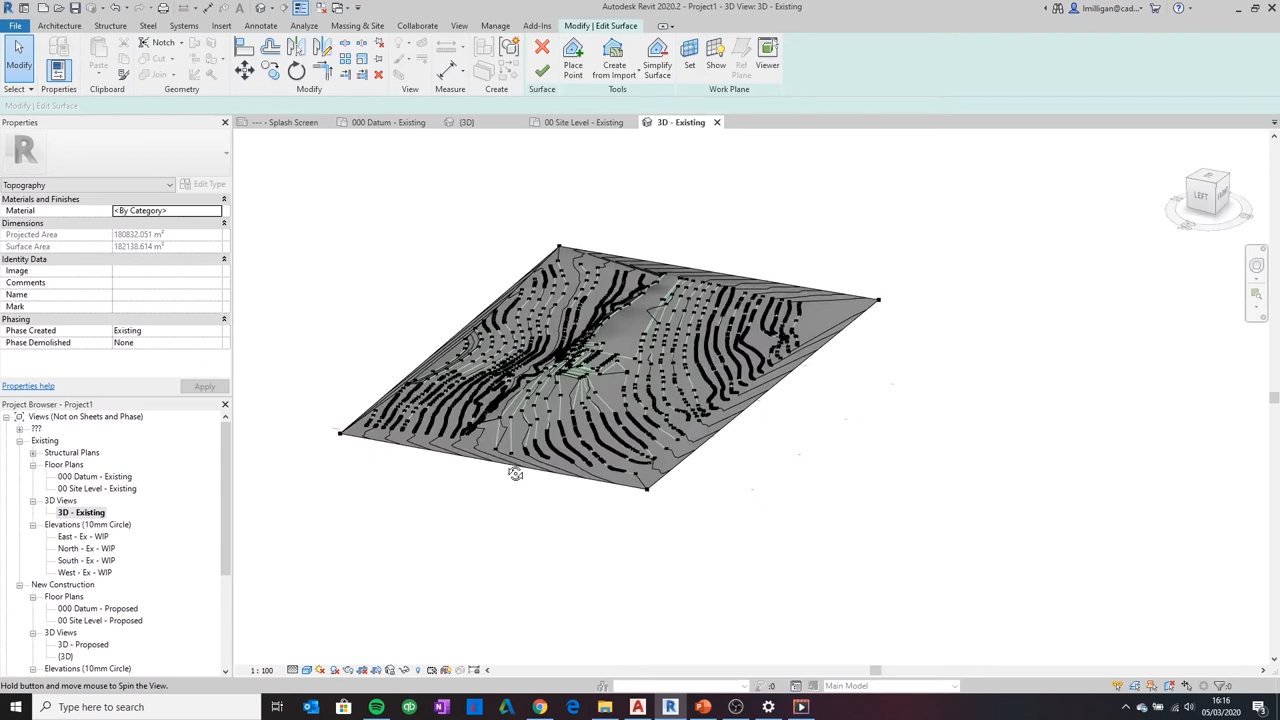 Autodesk Revit 2020.2 - Project1 - 3D View: 3D - Existing
lmilligan@cad...
File Architecture Structure Steel Systems Insert Annotate Analyze Massing & Site Collaborate View Manage Add-Ins Modify | Edit Surface
Notch
Cut
Join
Modify
Properties
Paste
Place Point
Create from Import
Simplify Surface
Set
Show
Ref Plane
Viewer
Select
Properties
Clipboard
Geometry
Modify
View
Measure
Create
Surface
Tools
Work Plane
Modify | Edit Surface
Properties
--- - Splash Screen
000 Datum - Existing
{3D}
00 Site Level - Existing
3D - Existing
Topography
Edit Type
Materials and Finishes
Material <By Category>
Dimensions
Projected Area 180832.051 m²
Surface Area 182138.614 m²
Identity Data
Image
Comments
Name
Mark
Phasing
Phase Created Existing
Phase Demolished None
Properties help
Apply
LEFT
Project Browser - Project1
Views (Not on Sheets and Phase)
???
Existing
Structural Plans
Floor Plans
000 Datum - Existing
00 Site Level - Existing
3D Views
3D - Existing
Elevations (10mm Circle)
East - Ex - WIP
North - Ex - WIP
South - Ex - WIP
West - Ex - WIP
New Construction
Floor Plans
000 Datum - Proposed
00 Site Level - Proposed
3D Views
3D - Proposed
{3D}
Elevations (10mm Circle)
1 : 100
Hold button and move mouse to Spin the View.
:0
Main Model
:0
Type here to search
16:16
05/03/2020